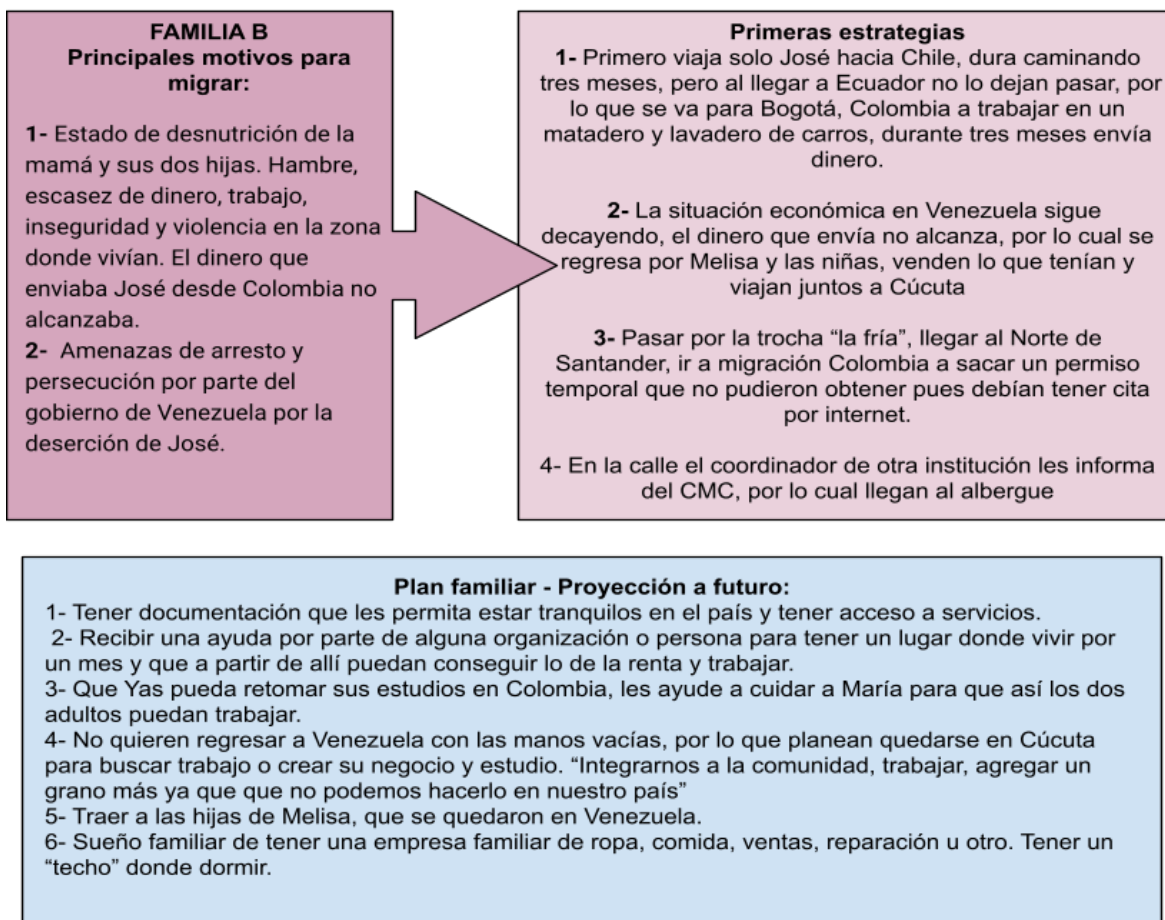 FAMILIA B
Principales motivos para
migrar:
1- Estado de desnutrición de la
mamá y sus dos hijas. Hambre,
escasez de dinero, trabajo,
inseguridad y violencia en la zona
donde vivían. El dinero que
enviaba José desde Colombia no
alcanzaba.
2- Amenazas de arresto y
persecución por parte del
gobierno de Venezuela por la
deserción de José.
Primeras estrategias
1- Primero viaja solo José hacia Chile, dura caminando
tres meses, pero al llegar a Ecuador no lo dejan pasar, por
lo que se va para Bogotá, Colombia a trabajar en un
matadero y lavadero de carros, durante tres meses envía
dinero.
2- La situación económica en Venezuela sigue
decayendo, el dinero que envía no alcanza, por lo cual se
regresa por Melisa y las niñas, venden lo que tenían y
viajan juntos a Cúcuta
3- Pasar por la trocha “la fría”, llegar al Norte de
Santander, ir a migración Colombia a sacar un permiso
temporal que no pudieron obtener pues debían tener cita
por internet.
4- En la calle el coordinador de otra institución les informa
del CMC, por lo cual llegan al albergue
Plan familiar - Proyección a futuro:
1- Tener documentación que les permita estar tranquilos en el país y tener acceso a servicios.
2- Recibir una ayuda por parte de alguna organización o persona para tener un lugar donde vivir por
un mes y que a partir de allí puedan conseguir lo de la renta y trabajar.
3- Que Yas pueda retomar sus estudios en Colombia, les ayude a cuidar a María para que así los dos
adultos puedan trabajar.
4- No quieren regresar a Venezuela con las manos vacías, por lo que planean quedarse en Cúcuta
para buscar trabajo o crear su negocio y estudio. “Integrarnos a la comunidad, trabajar, agregar un
grano más ya que que no podemos hacerlo en nuestro país”
5- Traer a las hijas de Melisa, que se quedaron en Venezuela.
6- Sueño familiar de tener una empresa familiar de ropa, comida, ventas, reparación u otro. Tener un
“techo” donde dormir.